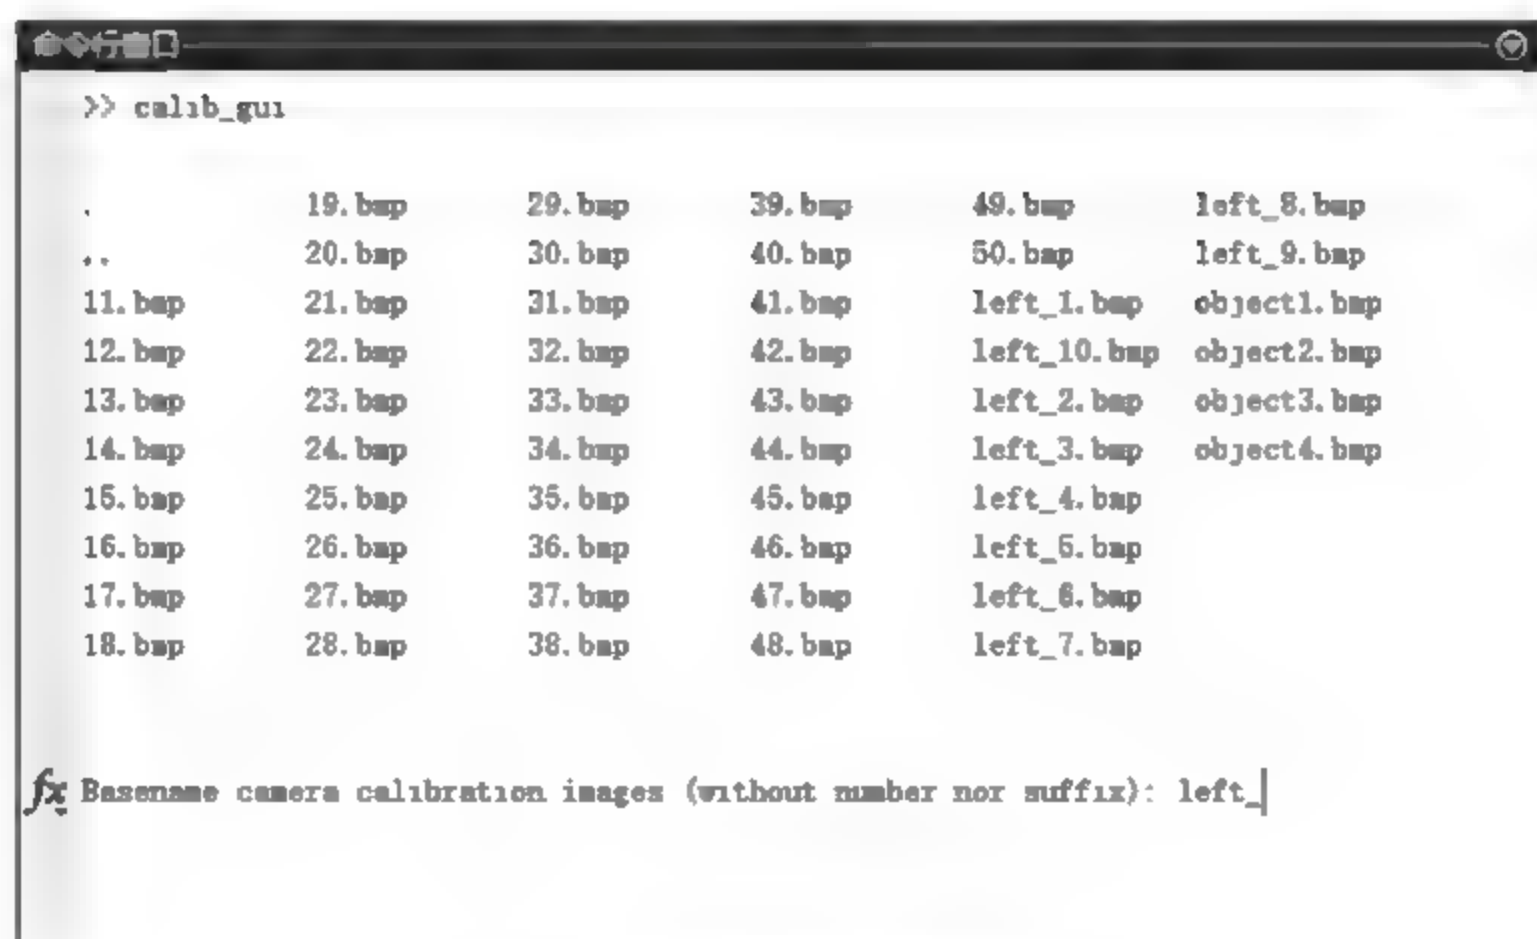 命令行窗口
>> calib_gui
. 19.bmp 29.bmp 39.bmp 49.bmp left_8.bmp
.. 20.bmp 30.bmp 40.bmp 50.bmp left_9.bmp
11.bmp 21.bmp 31.bmp 41.bmp left_1.bmp object1.bmp
12.bmp 22.bmp 32.bmp 42.bmp left_10.bmp object2.bmp
13.bmp 23.bmp 33.bmp 43.bmp left_2.bmp object3.bmp
14.bmp 24.bmp 34.bmp 44.bmp left_3.bmp object4.bmp
15.bmp 25.bmp 35.bmp 45.bmp left_4.bmp
16.bmp 26.bmp 36.bmp 46.bmp left_5.bmp
17.bmp 27.bmp 37.bmp 47.bmp left_6.bmp
18.bmp 28.bmp 38.bmp 48.bmp left_7.bmp
fx Basename camera calibration images (without number nor suffix): left_